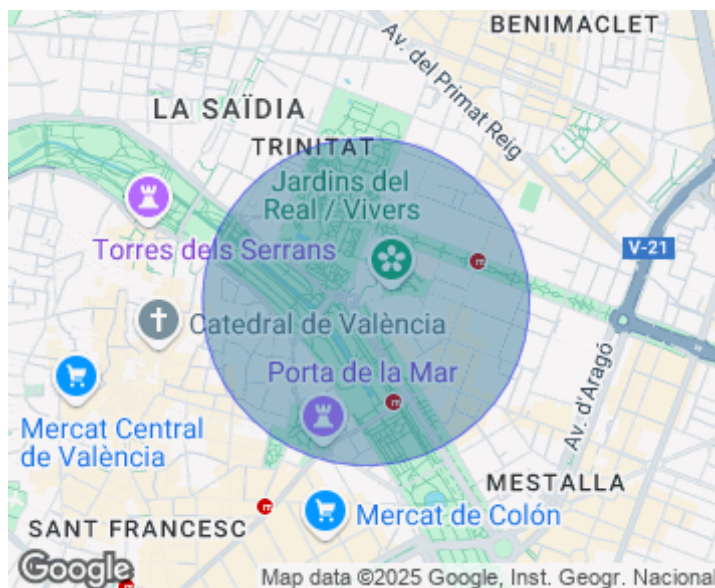 BENIMACLET
Av. del Primat Reig
LA SAÏDIA
TRINITAT
Jardins del
Real / Vivers
Torres dels Serrans
V-21
Catedral de València
Porta de la Mar
Av. d'Aragó
Mercat Central
de València
MESTALLA
Mercat de Colón
SANT FRANCESC
Google
Map data ©2025 Google, Inst. Geogr. Nacional